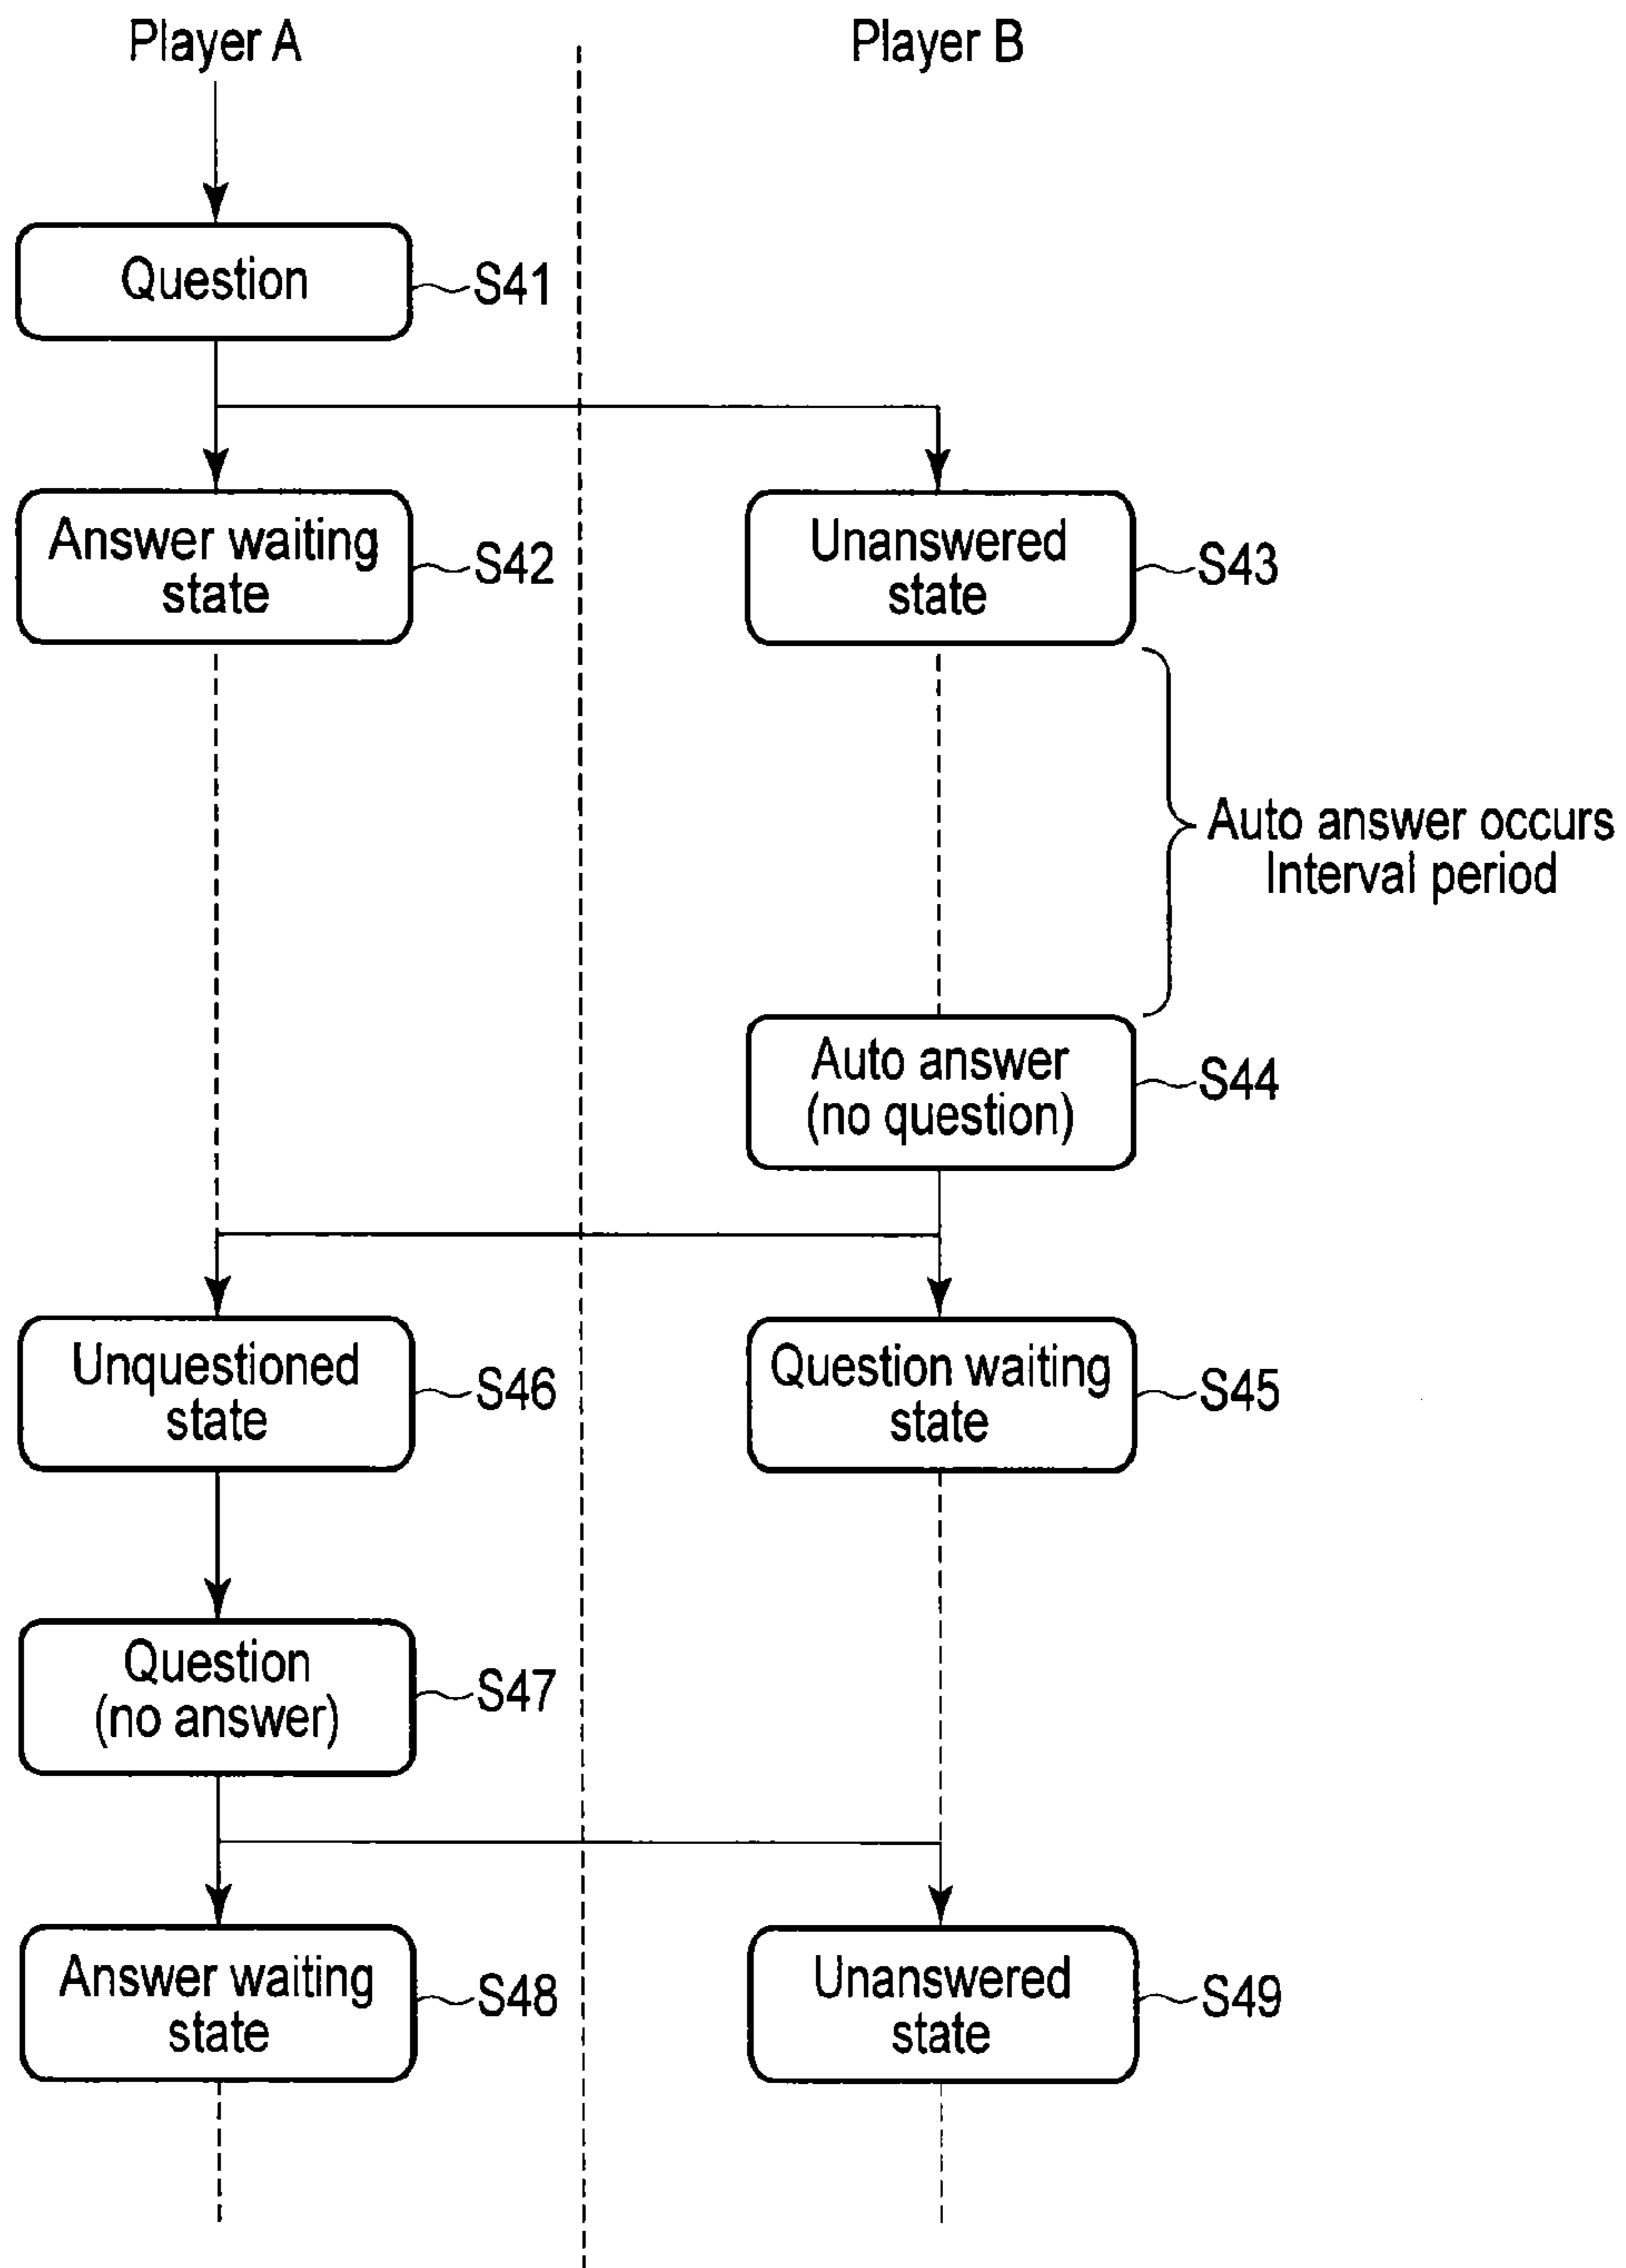 Player A
Player B
Question
S41
Answer waiting
state
S42
Unanswered
state
S43
Auto answer occurs
Interval period
Auto answer
(no question)
S44
Unquestioned
state
S46
Question waiting
state
S45
Question
(no answer)
S47
Answer waiting
state
S48
Unanswered
state
S49